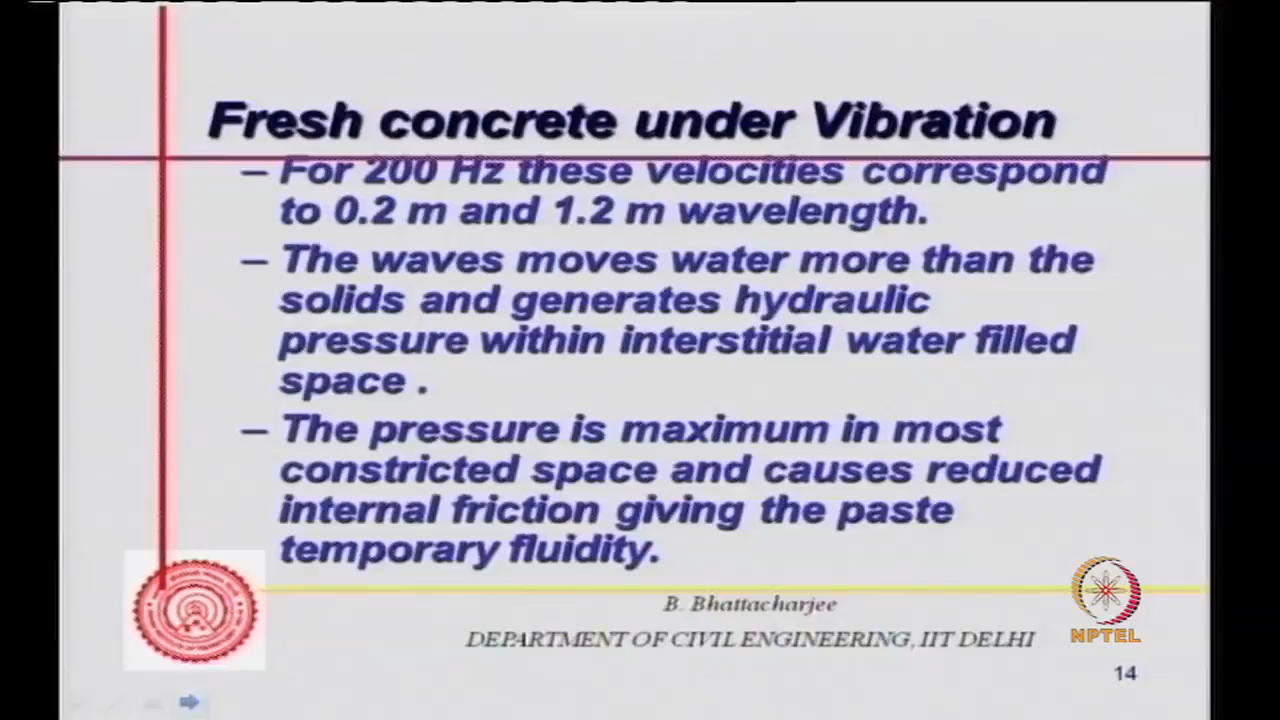 Fresh concrete under Vibration
– For 200 Hz these velocities correspond
to 0.2 m and 1.2 m wavelength.
– The waves moves water more than the
solids and generates hydraulic
pressure within interstitial water filled
space .
– The pressure is maximum in most
constricted space and causes reduced
internal friction giving the paste
temporary fluidity.
B. Bhattacharjee
DEPARTMENT OF CIVIL ENGINEERING, IIT DELHI
NPTEL
14